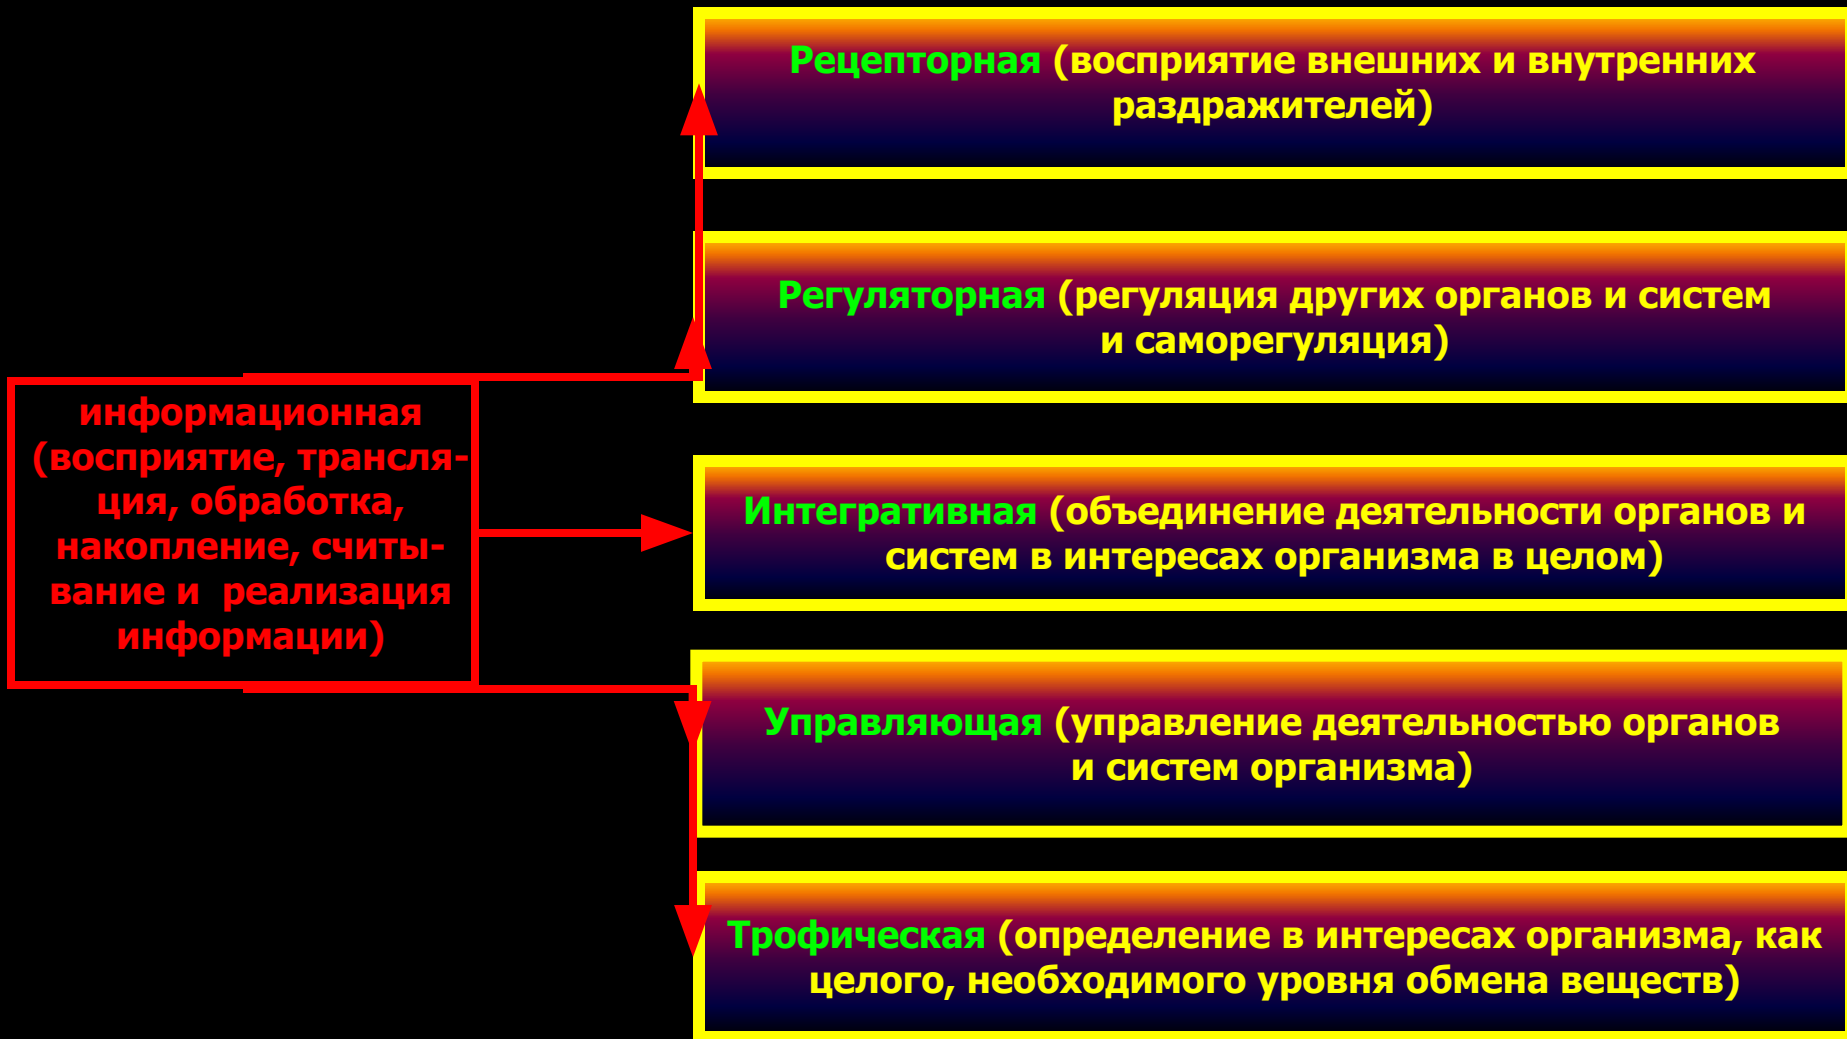 информационная
(восприятие, трансля-
ция, обработка,
накопление, считы-
вание и  реализация
информации)
Рецепторная (восприятие внешних и внутренних
раздражителей)
Регуляторная (регуляция других органов и систем
и саморегуляция)
Интегративная (объединение деятельности органов и
систем в интересах организма в целом)
Управляющая (управление деятельностью органов
и систем организма)
Трофическая (определение в интересах организма, как
целого, необходимого уровня обмена веществ)